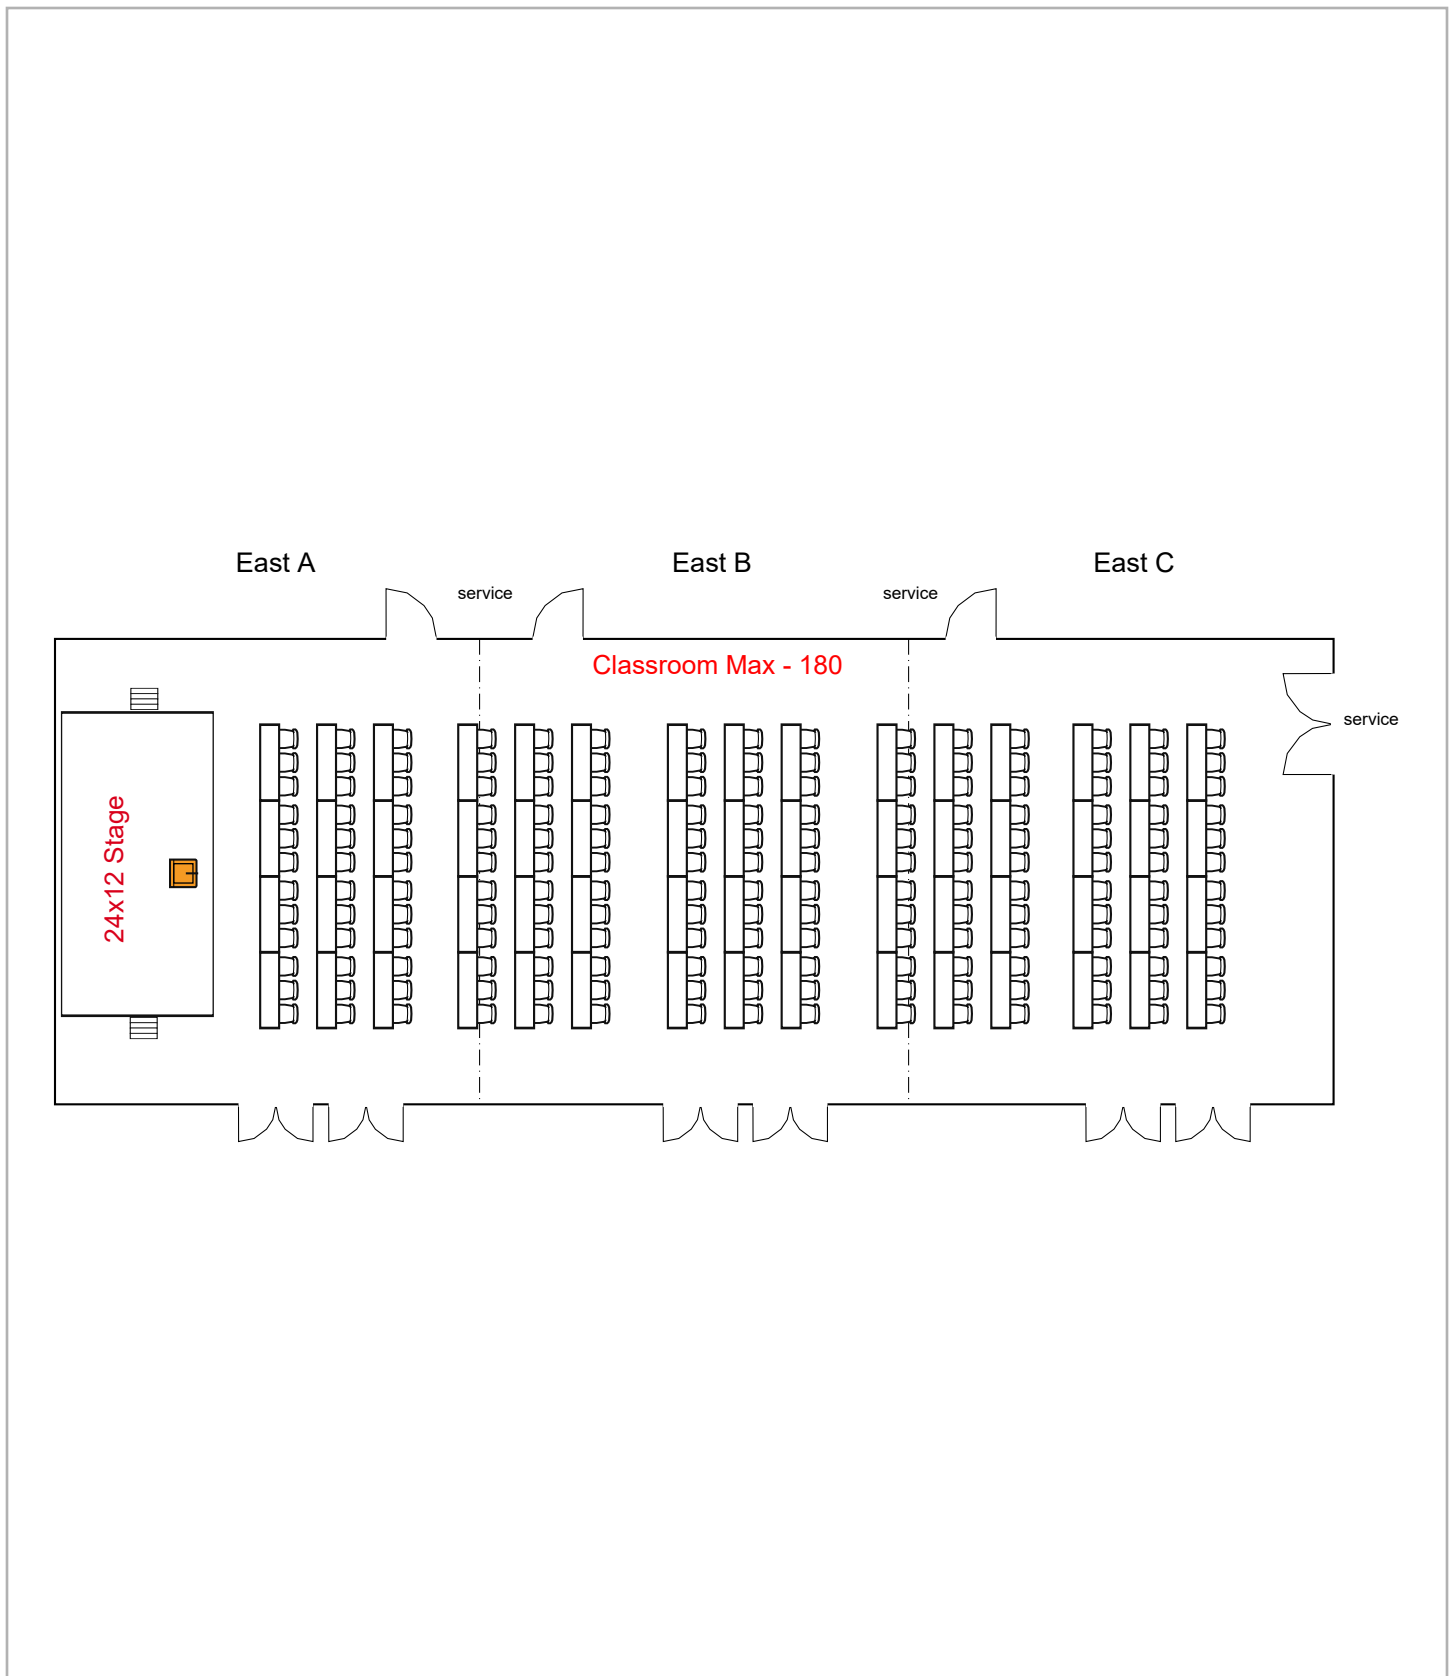 East A
East B
East C
service
service
Classroom Max - 180
service
24x12 Stage